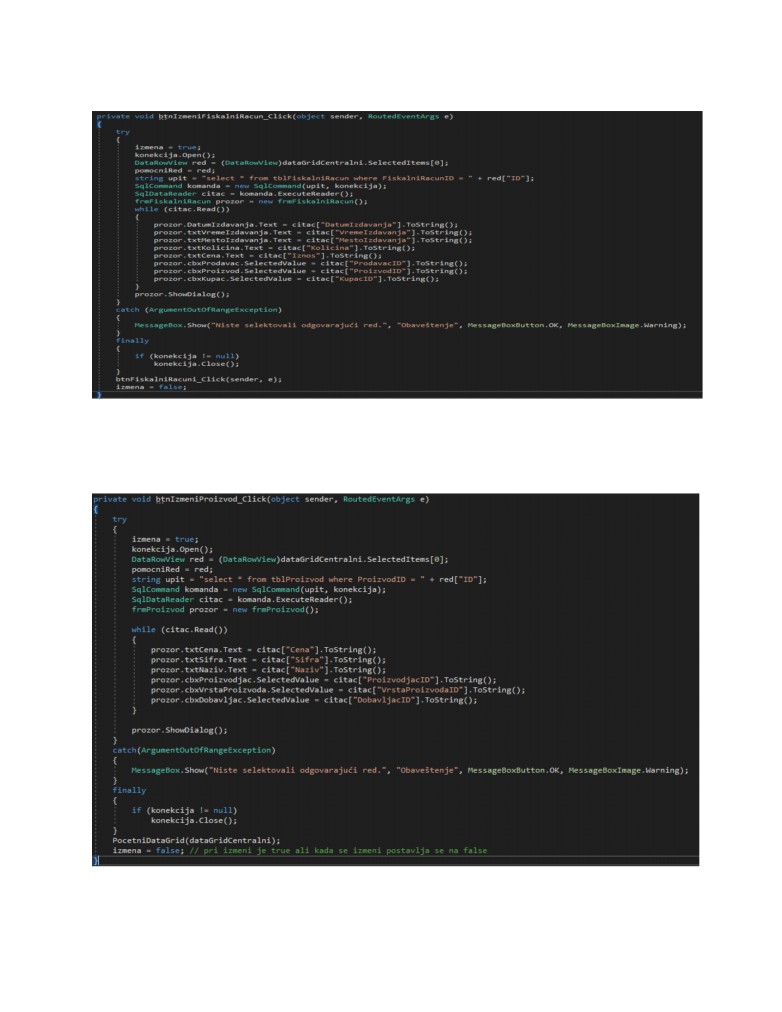 private void btnIzmeniFiskalniRacun_Click(object sender, RoutedEventArgs e)
{
try
{
izmena = true;
konekcija.Open();
DataRowView red = (DataRowView)dataGridCentralni.SelectedItems[0];
pomocniRed = red;
string upit = "select * from tblFiskalniRacun where FiskalniRacunID = " + red["ID"];
SqlCommand komanda = new SqlCommand(upit, konekcija);
SqlDataReader citac = komanda.ExecuteReader();
frmFiskalniRacun prozor = new frmFiskalniRacun();
while (citac.Read())
{
prozor.DatumIzdavanja.Text = citac["DatumIzdavanja"].ToString();
prozor.txtVremeIzdavanja.Text = citac["VremeIzdavanja"].ToString();
prozor.txtMestoIzdavanja.Text = citac["MestoIzdavanja"].ToString();
prozor.txtKolicina.Text = citac["Kolicina"].ToString();
prozor.txtCena.Text = citac["Iznos"].ToString();
prozor.cbxProdavac.SelectedValue = citac["ProdavacID"].ToString();
prozor.cbxProizvod.SelectedValue = citac["ProizvodID"].ToString();
prozor.cbxKupac.SelectedValue = citac["KupacID"].ToString();
}
prozor.ShowDialog();
}
catch (ArgumentOutOfRangeException)
{
MessageBox.Show("Niste selektovali odgovarajući red.", "Obaveštenje", MessageBoxButton.OK, MessageBoxImage.Warning);
}
finally
{
if (konekcija != null)
konekcija.Close();
}
btnFiskalniRacuni_Click(sender, e);
izmena = false;
}
private void btnIzmeniProizvod_Click(object sender, RoutedEventArgs e)
{
try
{
izmena = true;
konekcija.Open();
DataRowView red = (DataRowView)dataGridCentralni.SelectedItems[0];
pomocniRed = red;
string upit = "select * from tblProizvod where ProizvodID = " + red["ID"];
SqlCommand komanda = new SqlCommand(upit, konekcija);
SqlDataReader citac = komanda.ExecuteReader();
frmProizvod prozor = new frmProizvod();
while (citac.Read())
{
prozor.txtCena.Text = citac["Cena"].ToString();
prozor.txtSifra.Text = citac["Sifra"].ToString();
prozor.txtNaziv.Text = citac["Naziv"].ToString();
prozor.cbxProizvodjac.SelectedValue = citac["ProizvodjacID"].ToString();
prozor.cbxVrstaProizvoda.SelectedValue = citac["VrstaProizvodaID"].ToString();
prozor.cbxDobavljac.SelectedValue = citac["DobavljacID"].ToString();
}
prozor.ShowDialog();
}
catch(ArgumentOutOfRangeException)
{
MessageBox.Show("Niste selektovali odgovarajući red.", "Obaveštenje", MessageBoxButton.OK, MessageBoxImage.Warning);
}
finally
{
if (konekcija != null)
konekcija.Close();
}
PocetniDataGrid(dataGridCentralni);
izmena = false; // pri izmeni je true ali kada se izmeni postavlja se na false
}